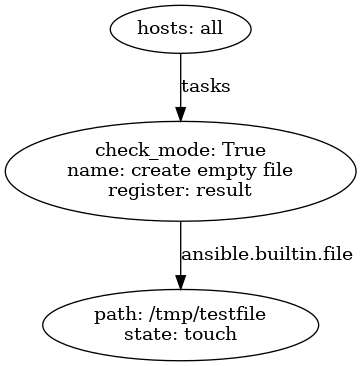 hosts: all
tasks
check_mode: True
name: create empty file
register: result
ansible.builtin.file
path: /tmp/testfile
state: touch